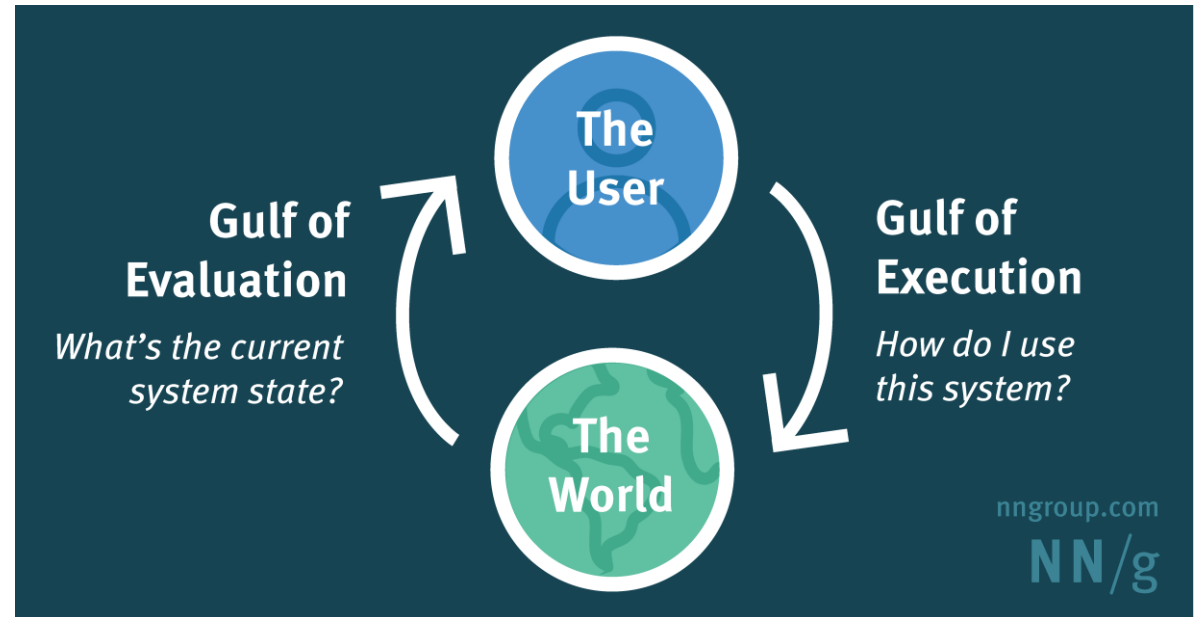 The
User
Gulf of
Evaluation
What’s the current
system state?
Gulf of
Execution
How do I use
this system?
The
World
nngroup.com
NN/g